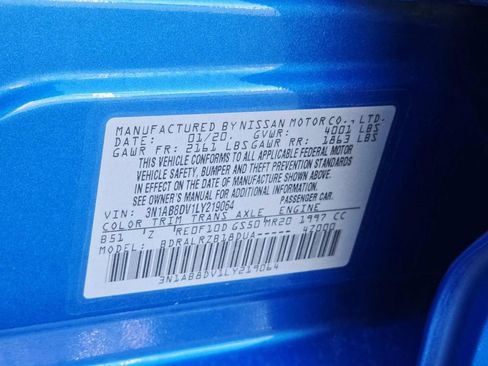 MANUFACTURED BY NISSAN MOTOR CO., LTD.
DATE: 01/20. GVWR: 4001 LBS
GAWR FR: 2161 LBS GAWR RR: 1863 LBS
THIS VEHICLE CONFORMS TO ALL APPLICABLE FEDERAL MOTOR
VEHICLE SAFETY, BUMPER AND THEFT PREVENTION STANDARDS
IN EFFECT ON THE DATE OF MANUFACTURE SHOWN ABOVE.
SEE OWNER'S MANUAL FOR ADDITIONAL INFORMATION.
VIN: 3N1AB8DV1LY219064 PASSENGER CAR
COLOR TRIM TRANS AXLE ENGINE
B51 Z RE0F10D GS50 MR20 1997 CC
BDRALRZB18DUA----- 4Z000
3N1AB8DV1LY219064